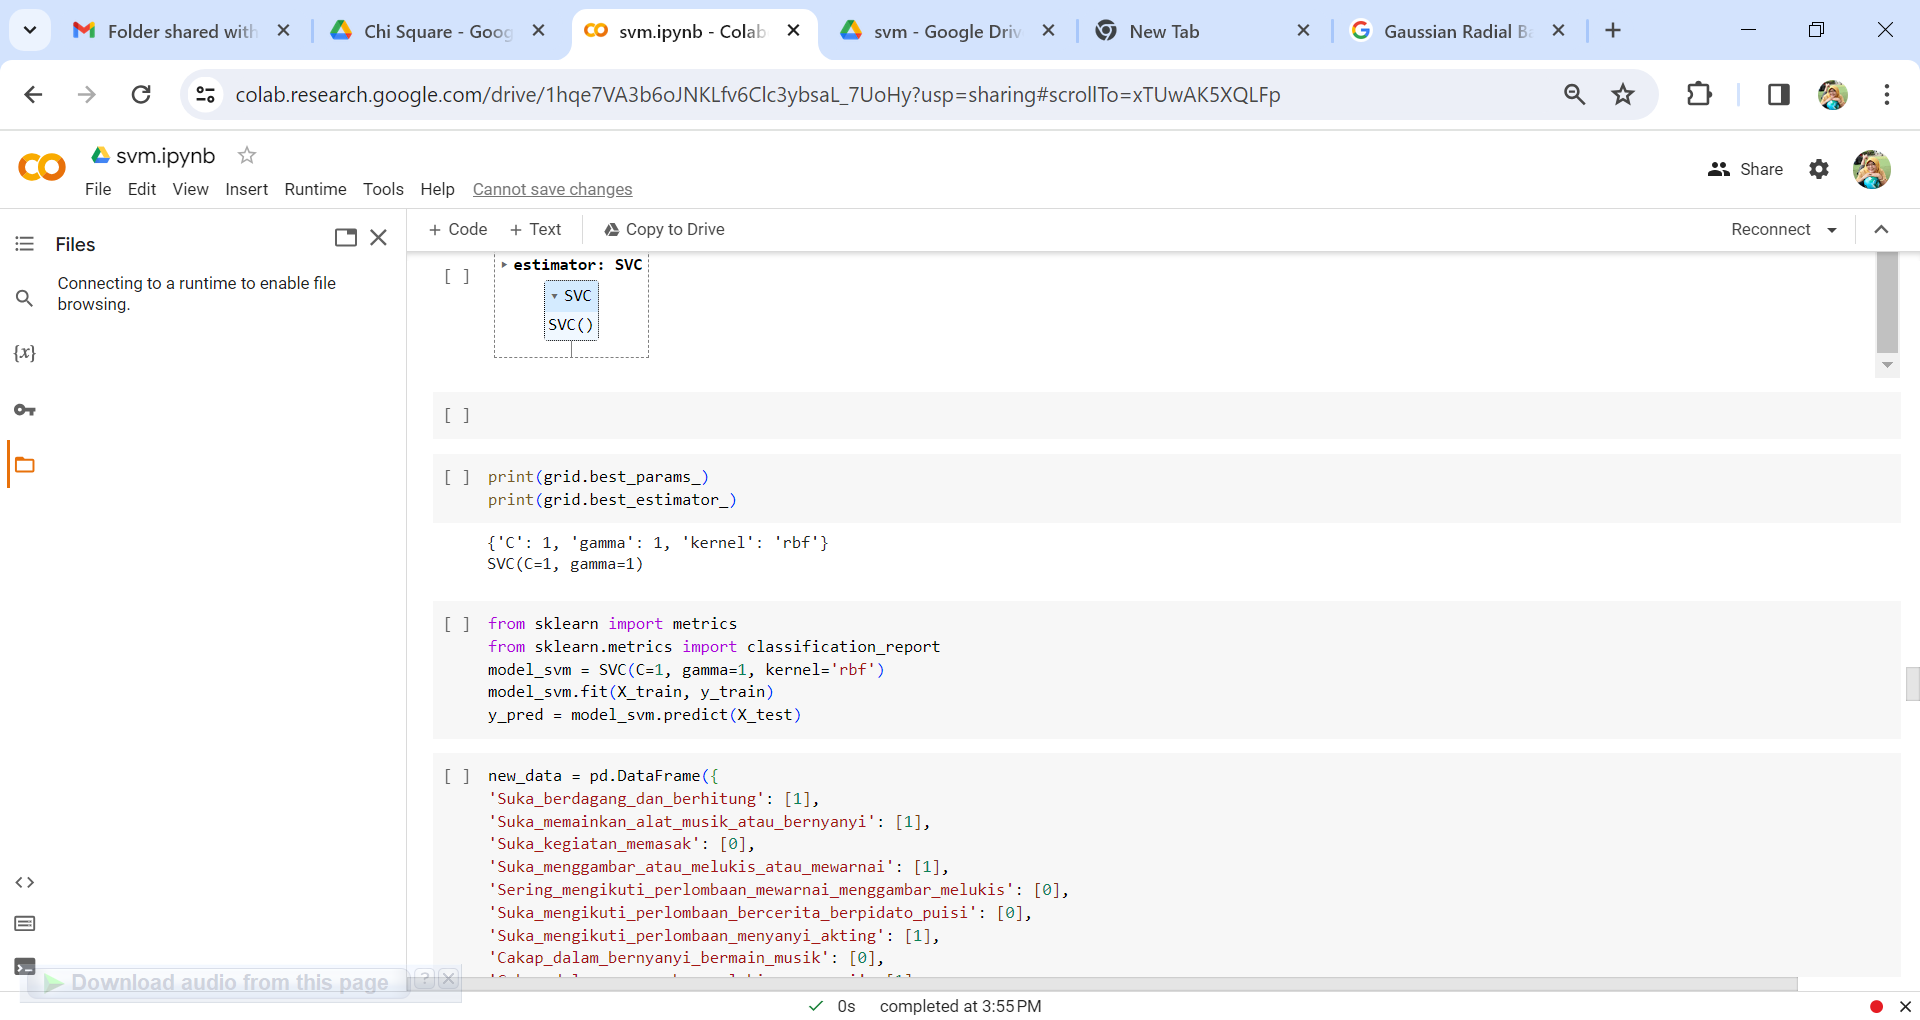 Folder shared with
Chi Square - Goog
svm.ipynb - Colab
svm - Google Driv
New Tab
Gaussian Radial Ba
colab.research.google.com/drive/1hqe7VA3b6oJNKLfv6Clc3ybsaL_7UoHy?usp=sharing#scrollTo=xTUwAK5XQLFp
svm.ipynb
File Edit View Insert Runtime Tools Help Cannot save changes
Share
Files
Connecting to a runtime to enable file
browsing.
+ Code + Text Copy to Drive
Reconnect
[ ]
estimator: SVC
SVC
SVC()
[ ]
[ ] print(grid.best_params_)
print(grid.best_estimator_)
{'C': 1, 'gamma': 1, 'kernel': 'rbf'}
SVC(C=1, gamma=1)
[ ] from sklearn import metrics
from sklearn.metrics import classification_report
model_svm = SVC(C=1, gamma=1, kernel='rbf')
model_svm.fit(X_train, y_train)
y_pred = model_svm.predict(X_test)
[ ] new_data = pd.DataFrame({
'Suka_berdagang_dan_berhitung': [1],
'Suka_memainkan_alat_musik_atau_bernyanyi': [1],
'Suka_kegiatan_memasak': [0],
'Suka_menggambar_atau_melukis_atau_mewarnai': [1],
'Sering_mengikuti_perlombaan_mewarnai_menggambar_melukis': [0],
'Suka_mengikuti_perlombaan_bercerita_berpidato_puisi': [0],
'Suka_mengikuti_perlombaan_menyanyi_akting': [1],
'Cakap_dalam_bernyanyi_bermain_musik': [0],
{x}
Download audio from this page
?
0s completed at 3:55 PM